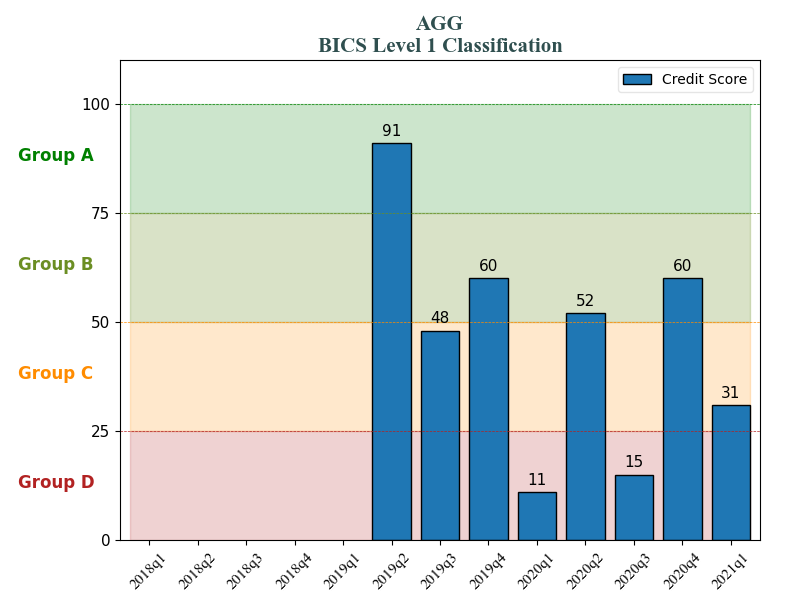 AGG
BICS Level 1 Classification
Credit Score
100
Group A
75
Group B
50
Group C
25
Group D
0
91
48
60
11
52
15
60
31
2018q1
2018q2
2018q3
2018q4
2019q1
2019q2
2019q3
2019q4
2020q1
2020q2
2020q3
2020q4
2021q1